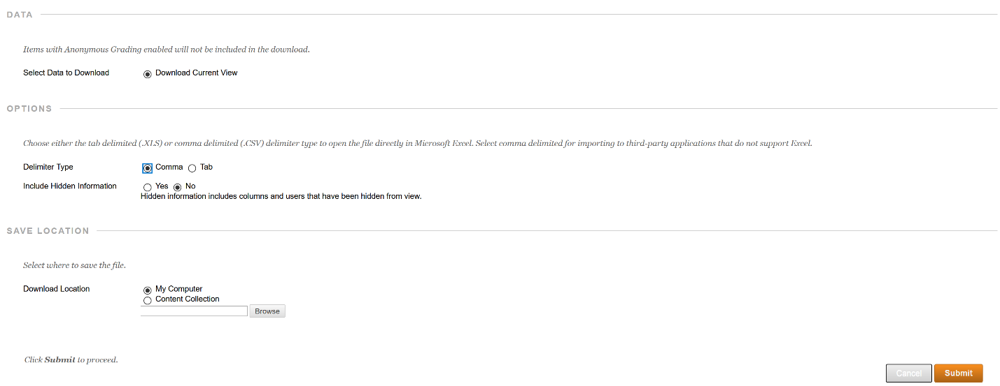 DATA
Items with Anonymous Grading enabled will not be included in the download.
Select Data to Download Download Current View
OPTIONS
Choose either the tab delimited (.XLS) or comma delimited (.CSV) delimiter type to open the file directly in Microsoft Excel. Select comma delimited for importing to third-party applications that do not support Excel.
Delimiter Type Comma Tab
Include Hidden Information Yes No
Hidden information includes columns and users that have been hidden from view.
SAVE LOCATION
Select where to save the file.
Download Location My Computer
Content Collection
Browse
Click Submit to proceed.
Cancel Submit